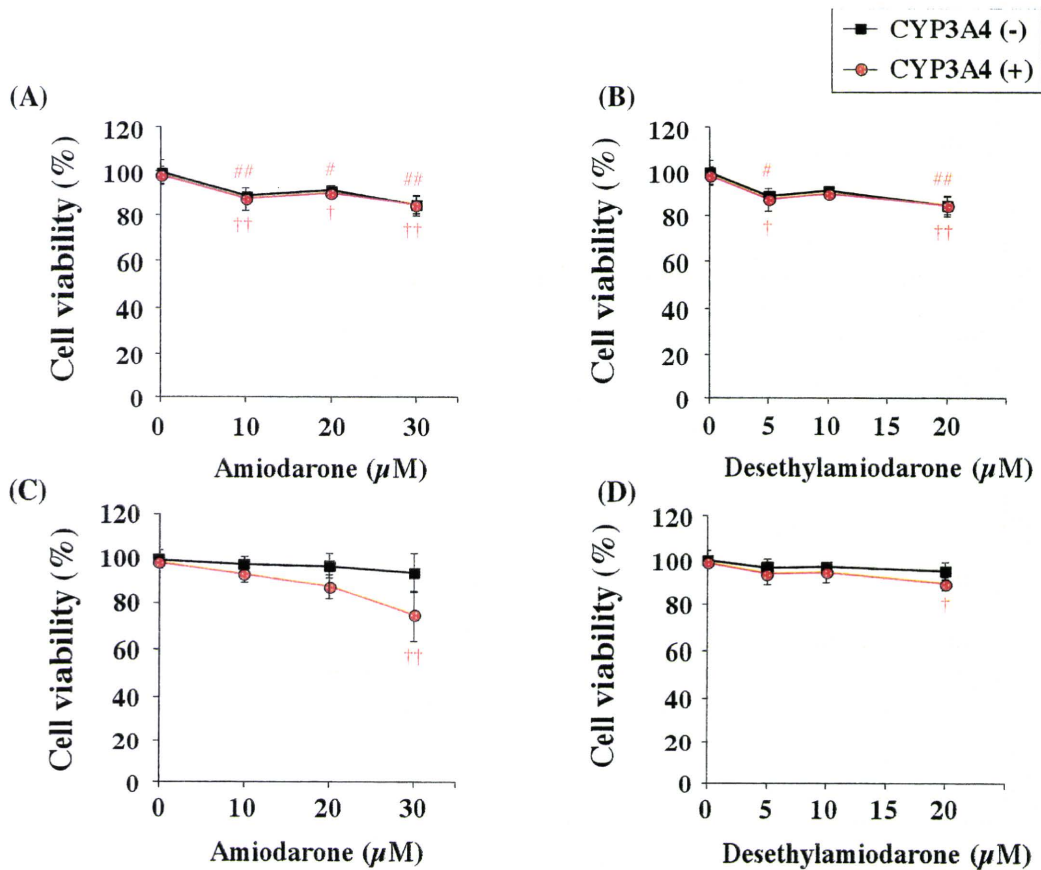 CYP3A4 (-)
CYP3A4 (+)
(A)
Cell viability (%)
120
100
80
60
40
20
0
## # ##
†† † ††
0 10 20 30
Amiodarone (µM)
(B)
Cell viability (%)
120
100
80
60
40
20
0
# ##
† ††
0 5 10 15 20
Desethylamiodarone (µM)
(C)
Cell viability (%)
120
100
80
60
40
20
0
††
0 10 20 30
Amiodarone (µM)
(D)
Cell viability (%)
120
100
80
60
40
20
0
†
0 5 10 15 20
Desethylamiodarone (µM)